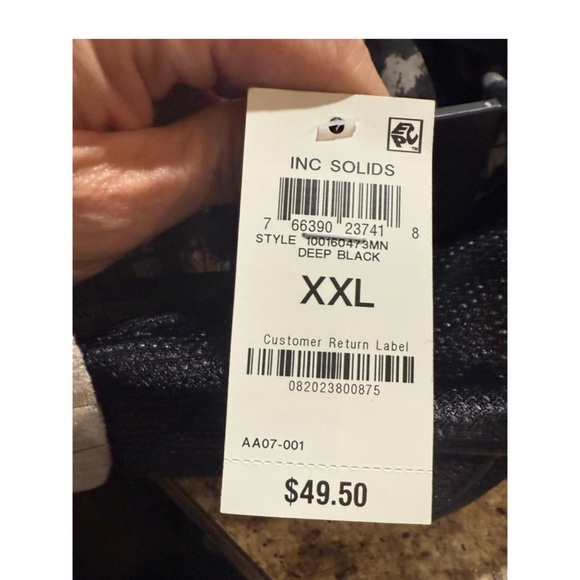 EPC™
INC SOLIDS
7 66390 23741 8
STYLE 100160473MN
DEEP BLACK
XXL
Customer Return Label
082023800875
AA07-001
$49.50